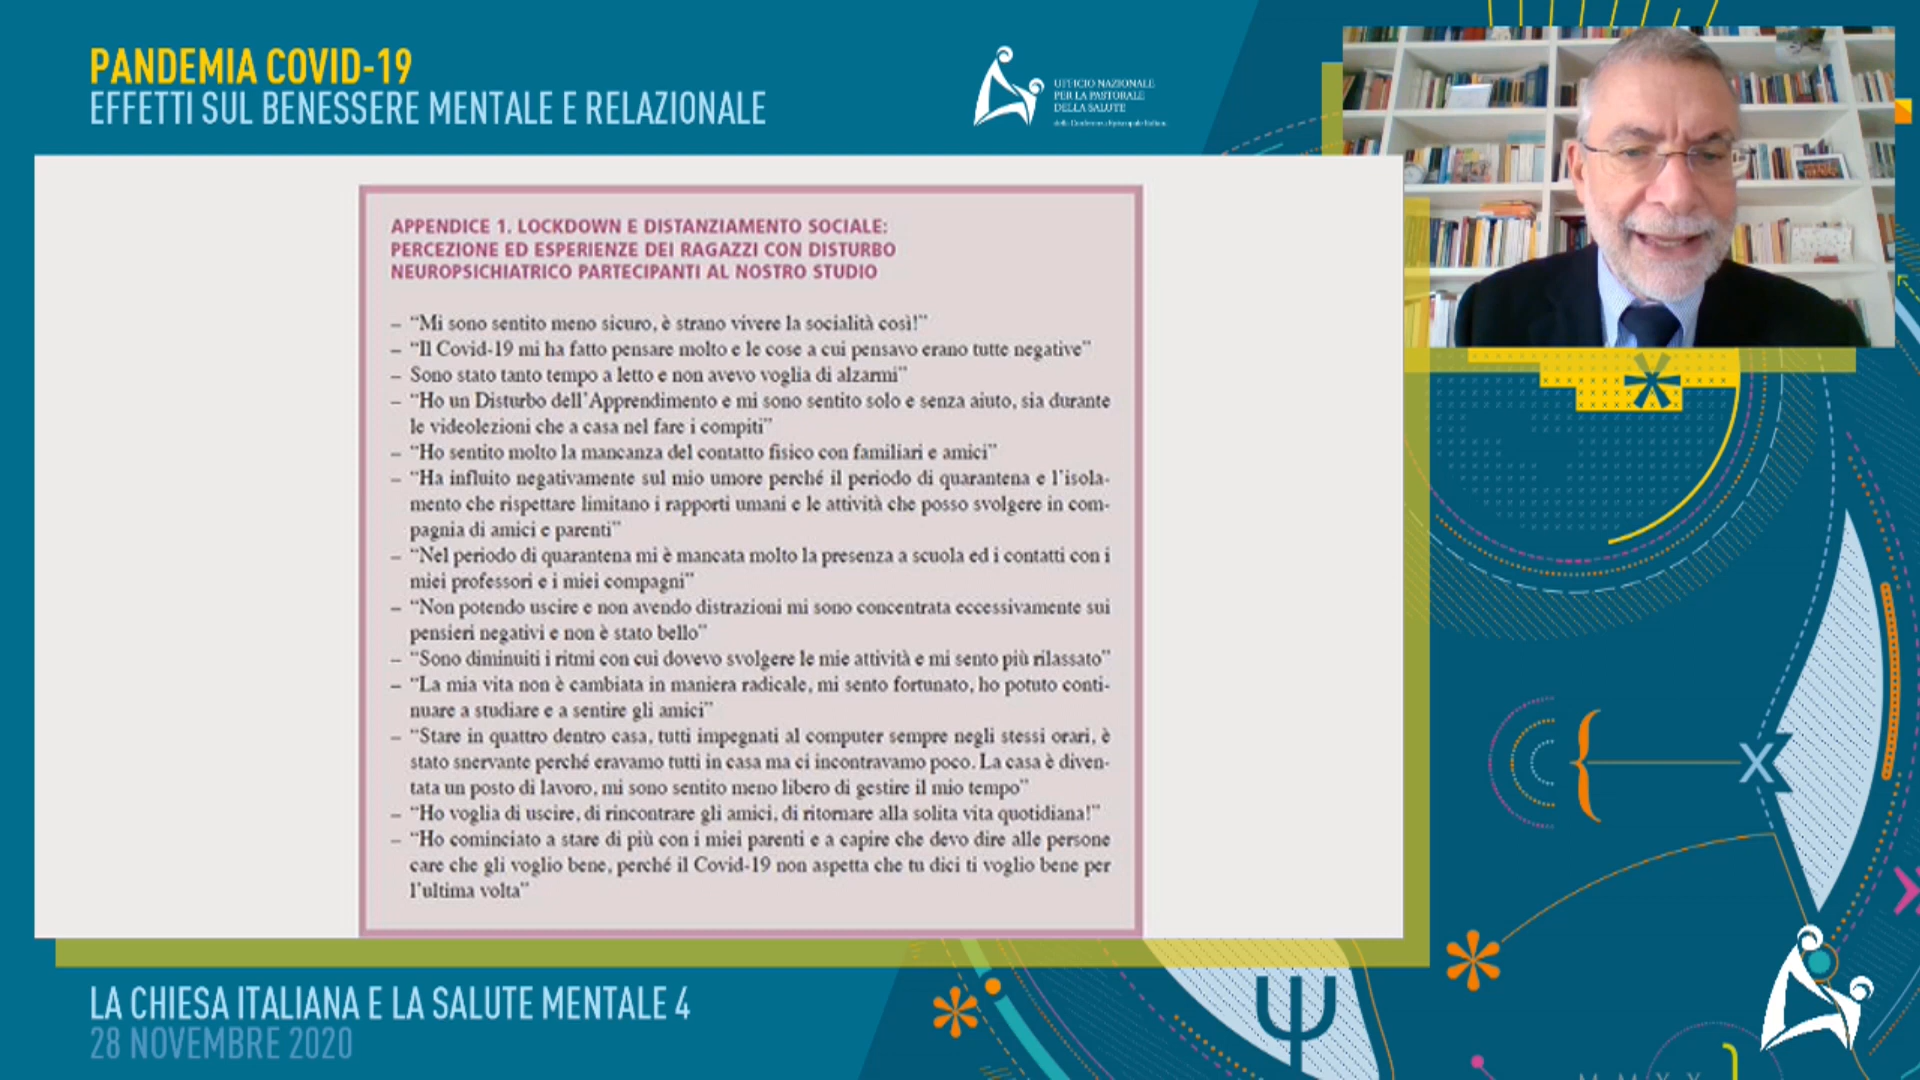 PANDEMIA COVID-19
EFFETTI SUL BENESSERE MENTALE E RELAZIONALE
UFFICIO NAZIONALE
PER LA PASTORALE
DELLA SALUTE
della Conferenza Episcopale Italiana
APPENDICE 1. LOCKDOWN E DISTANZIAMENTO SOCIALE:
PERCEZIONE ED ESPERIENZE DEI RAGAZZI CON DISTURBO
NEUROPSICHIATRICO PARTECIPANTI AL NOSTRO STUDIO
– “Mi sono sentito meno sicuro, è strano vivere la socialità così!”
– “Il Covid-19 mi ha fatto pensare molto e le cose a cui pensavo erano tutte negative”
– Sono stato tanto tempo a letto e non avevo voglia di alzarmi”
– “Ho un Disturbo dell’Apprendimento e mi sono sentito solo e senza aiuto, sia durante
le videolezioni che a casa nel fare i compiti”
– “Ho sentito molto la mancanza del contatto fisico con familiari e amici”
– “Ha influito negativamente sul mio umore perché il periodo di quarantena e l’isola-
mento che rispettare limitano i rapporti umani e le attività che posso svolgere in com-
pagnia di amici e parenti”
– “Nel periodo di quarantena mi è mancata molto la presenza a scuola ed i contatti con i
miei professori e i miei compagni”
– “Non potendo uscire e non avendo distrazioni mi sono concentrata eccessivamente sui
pensieri negativi e non è stato bello”
– “Sono diminuiti i ritmi con cui dovevo svolgere le mie attività e mi sento più rilassato”
– “La mia vita non è cambiata in maniera radicale, mi sento fortunato, ho potuto conti-
nuare a studiare e a sentire gli amici”
– “Stare in quattro dentro casa, tutti impegnati al computer sempre negli stessi orari, è
stato snervante perché eravamo tutti in casa ma ci incontravamo poco. La casa è diven-
tata un posto di lavoro, mi sono sentito meno libero di gestire il mio tempo”
– “Ho voglia di uscire, di rincontrare gli amici, di ritornare alla solita vita quotidiana!”
– “Ho cominciato a stare di più con i miei parenti e a capire che devo dire alle persone
care che gli voglio bene, perché il Covid-19 non aspetta che tu dici ti voglio bene per
l’ultima volta”
LA CHIESA ITALIANA E LA SALUTE MENTALE 4
28 NOVEMBRE 2020